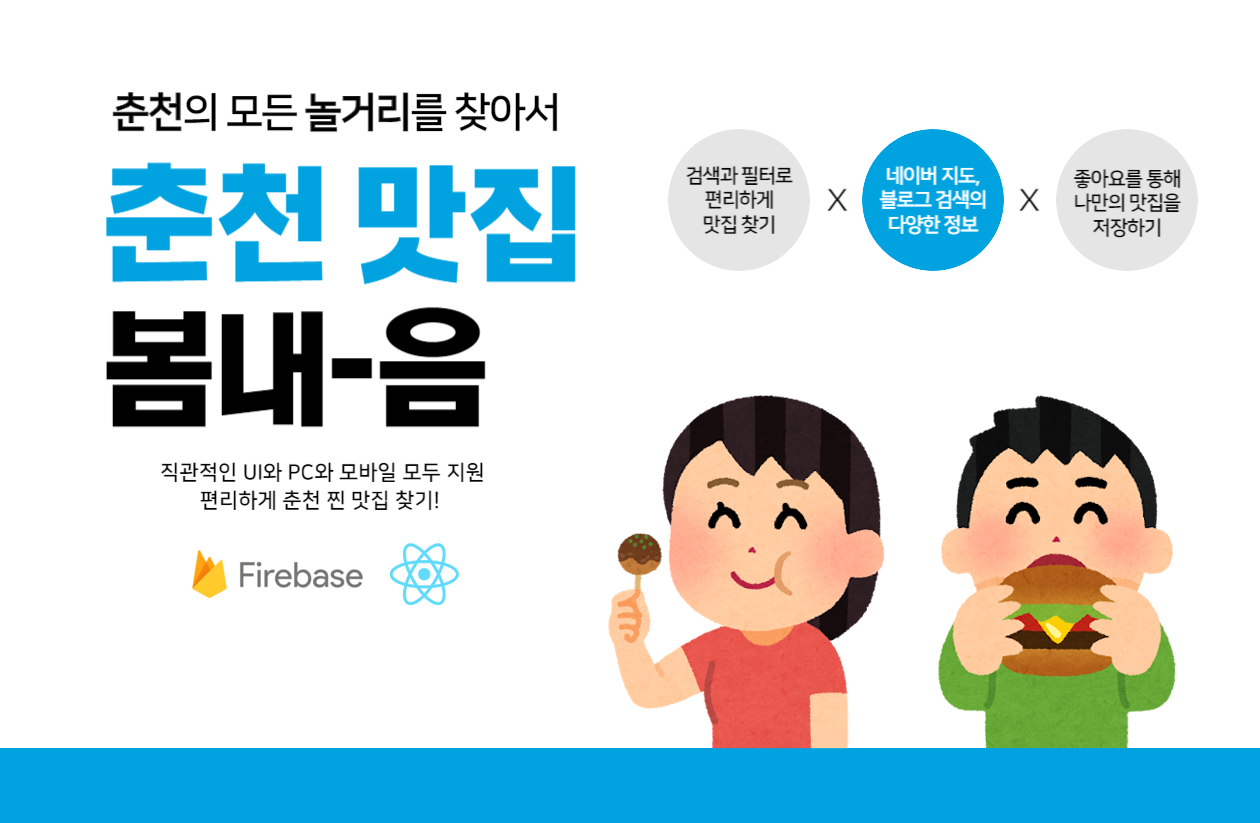 춘천의 모든 놀거리를 찾아서
춘천 맛집
봄내-음
직관적인 UI와 PC와 모바일 모두 지원
편리하게 춘천 찐 맛집 찾기!
Firebase
검색과 필터로
편리하게
맛집 찾기
X
네이버 지도,
블로그 검색의
다양한 정보
X
좋아요를 통해
나만의 맛집을
저장하기